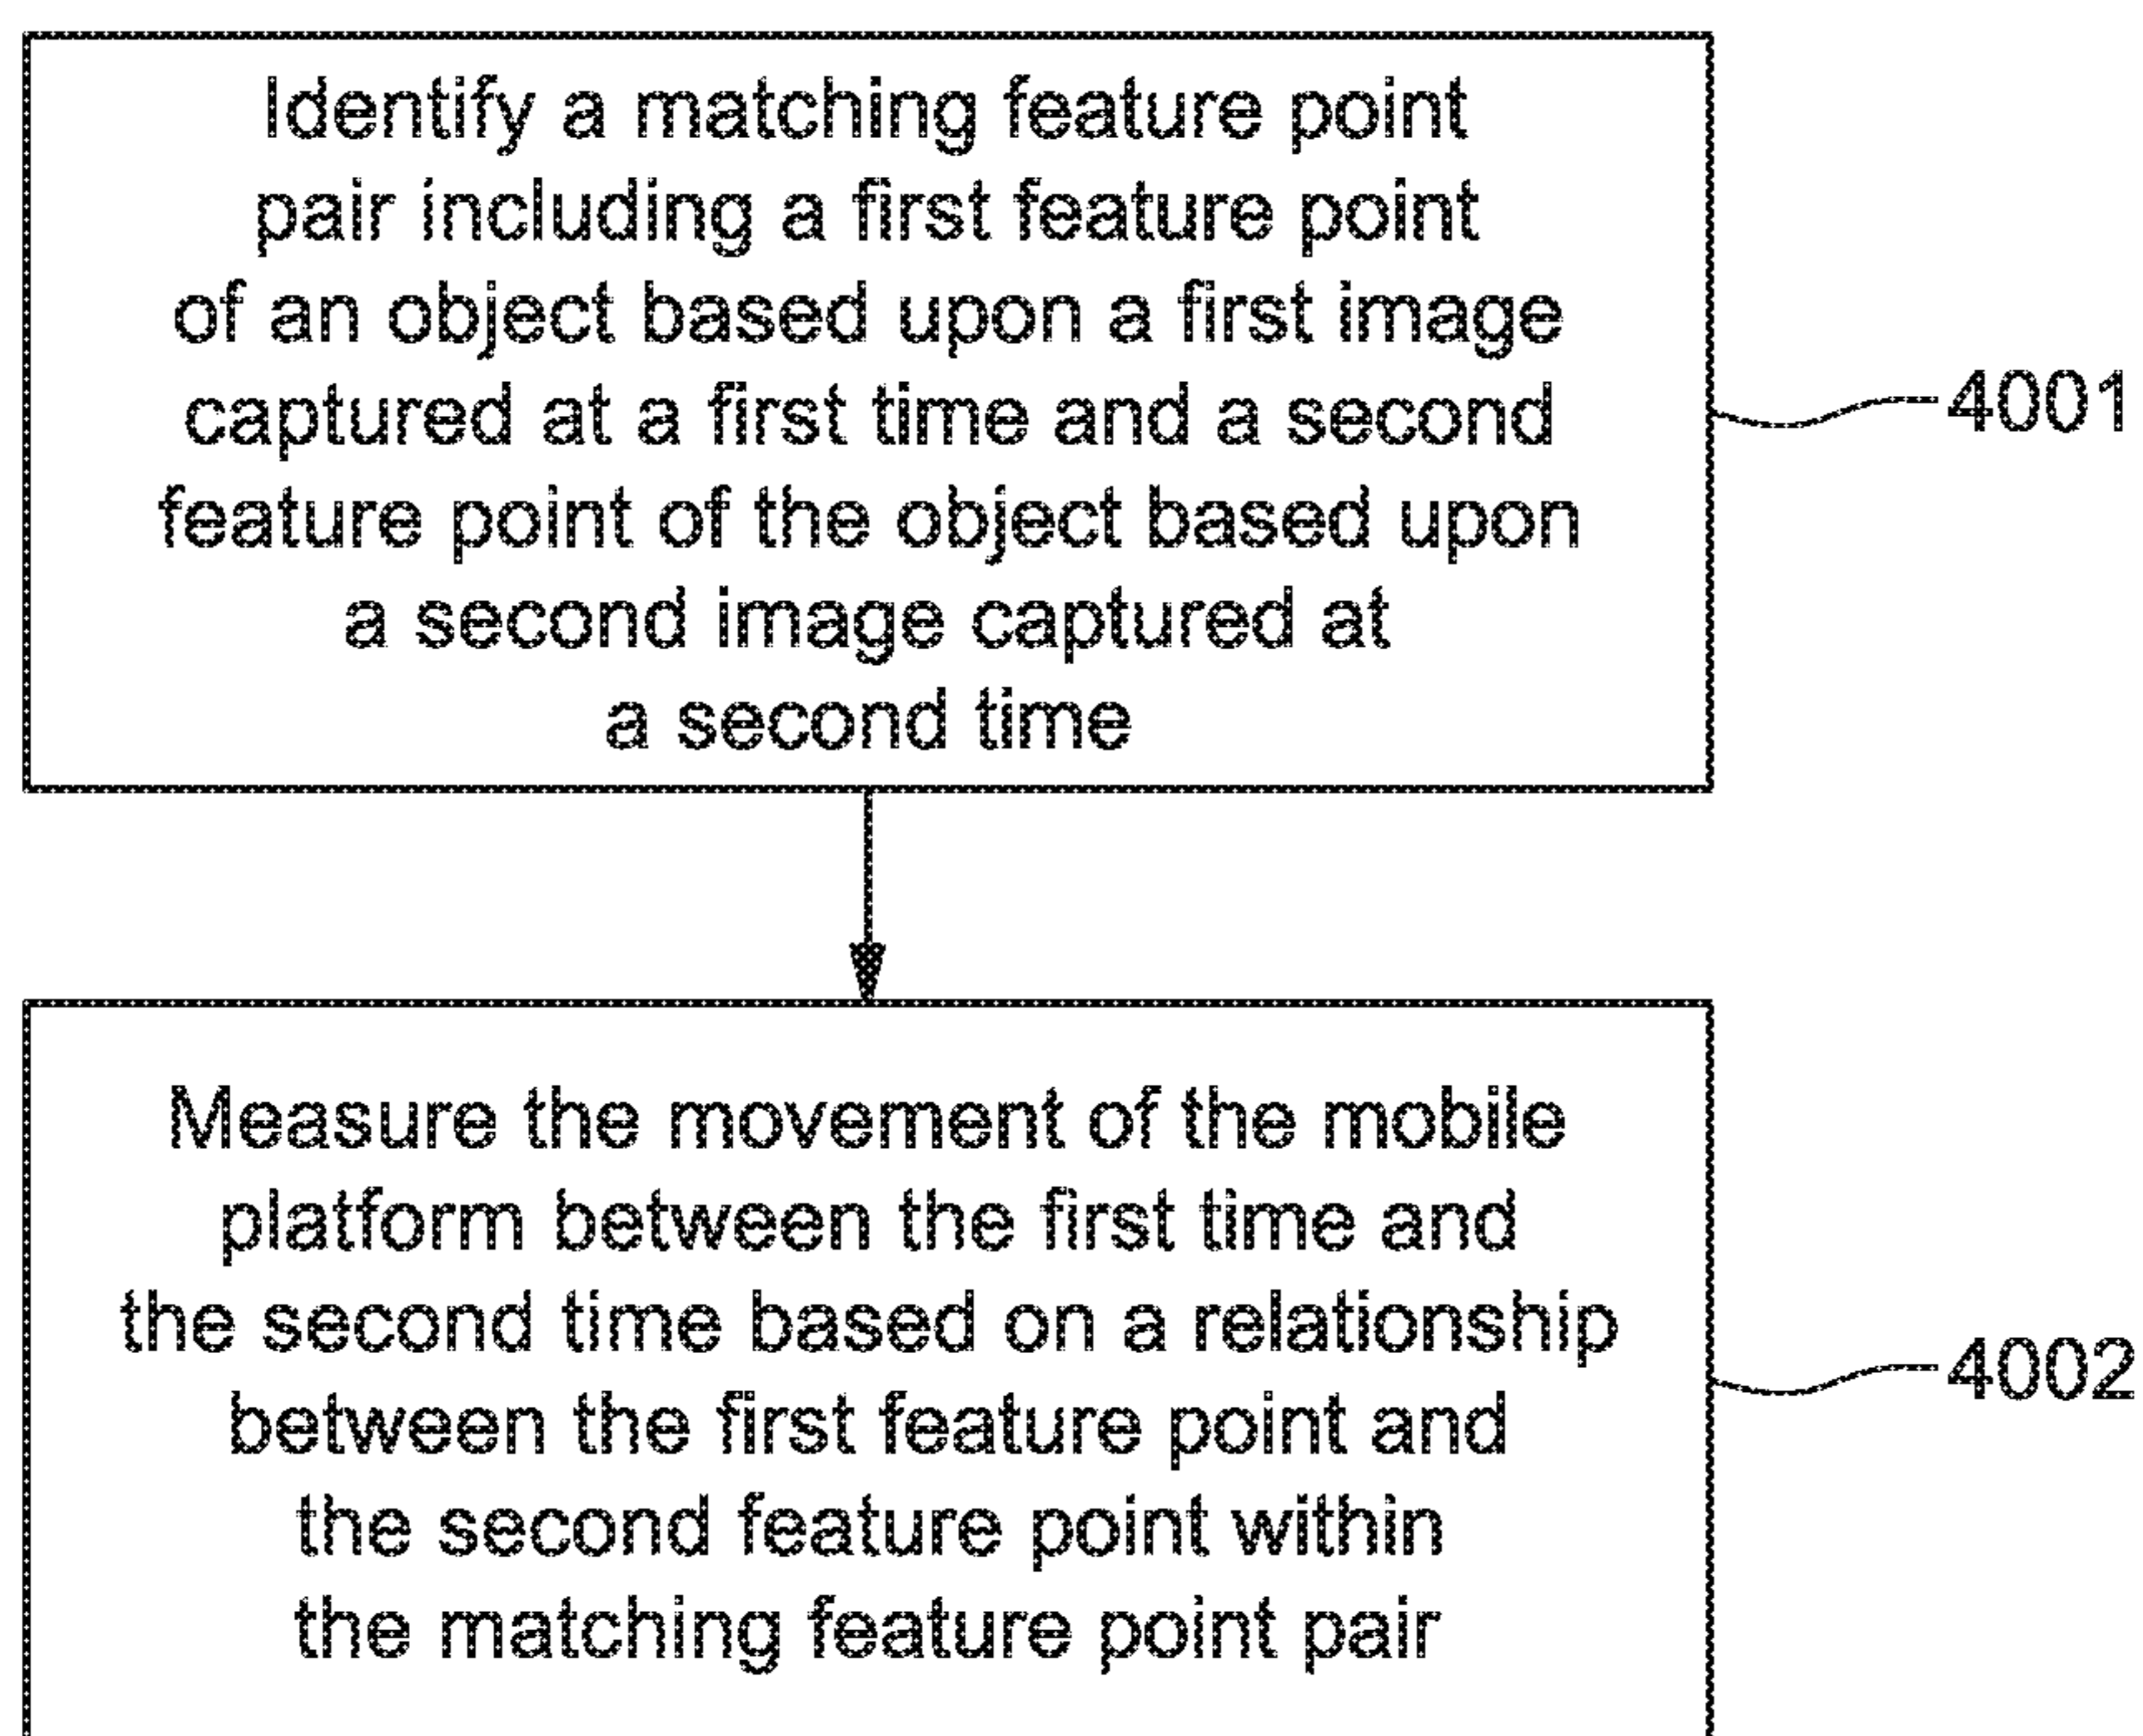 Identify a matching feature point
pair including a first feature point
of an object based upon a first image
captured at a first time and a second
feature point of the object based upon
a second image captured at
a second time
4001
Measure the movement of the mobile
platform between the first time and
the second time based on a relationship
between the first feature point and
the second feature point within
the matching feature point pair
4002